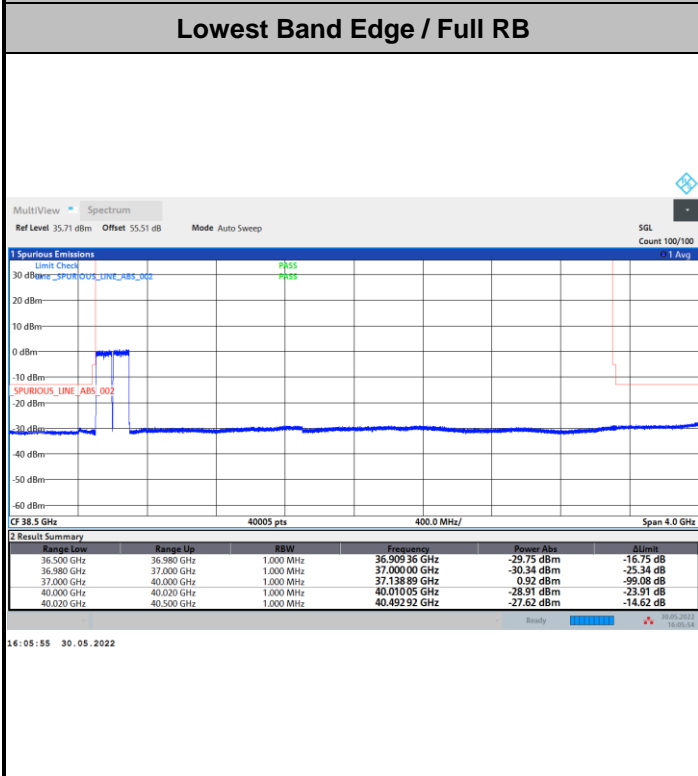 Lowest Band Edge / Full RB
MultiView Spectrum
Ref Level 35.71 dBm Offset 55.51 dB Mode Auto Sweep SGL
Count 100/100
1 Spurious Emissions 1 Avg
Limit Check PASS
30 dBm Line _SPURIOUS_LINE_ABS_002 PASS
20 dBm
10 dBm
0 dBm
-10 dBm
_SPURIOUS_LINE_ABS_002
-20 dBm
-30 dBm
-40 dBm
-50 dBm
-60 dBm
CF 38.5 GHz 40005 pts 400.0 MHz/ Span 4.0 GHz
2 Result Summary
Range Low Range Up RBW Frequency Power Abs ΔLimit
36.500 GHz 36.980 GHz 1.000 MHz 36.909 36 GHz -29.75 dBm -16.75 dB
36.980 GHz 37.000 GHz 1.000 MHz 37.000 00 GHz -30.34 dBm -25.34 dB
37.000 GHz 40.000 GHz 1.000 MHz 37.138 89 GHz 0.92 dBm -99.08 dB
40.000 GHz 40.020 GHz 1.000 MHz 40.010 05 GHz -28.91 dBm -23.91 dB
40.020 GHz 40.500 GHz 1.000 MHz 40.492 92 GHz -27.62 dBm -14.62 dB
Ready 30.05.2022
16:05:54
16:05:55 30.05.2022